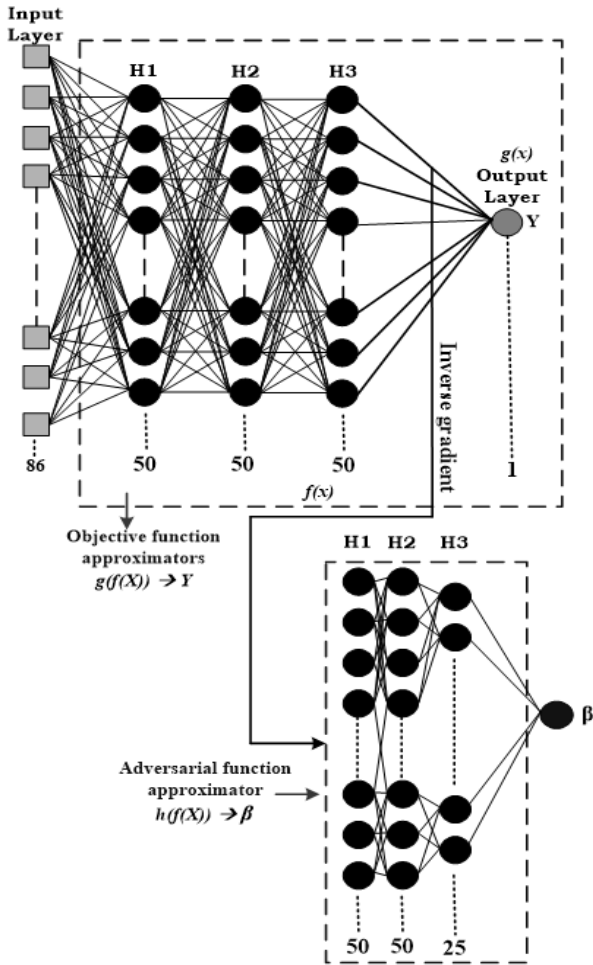 Input
Layer
H1
H2
H3
g(x)
Output
Layer
Y
Inverse gradient
86
50
50
50
1
f(x)
Objective function
approximators
g(f(X)) → Y
H1
H2
H3
β
Adversarial function
approximator
h(f(X)) → β
50
50
25